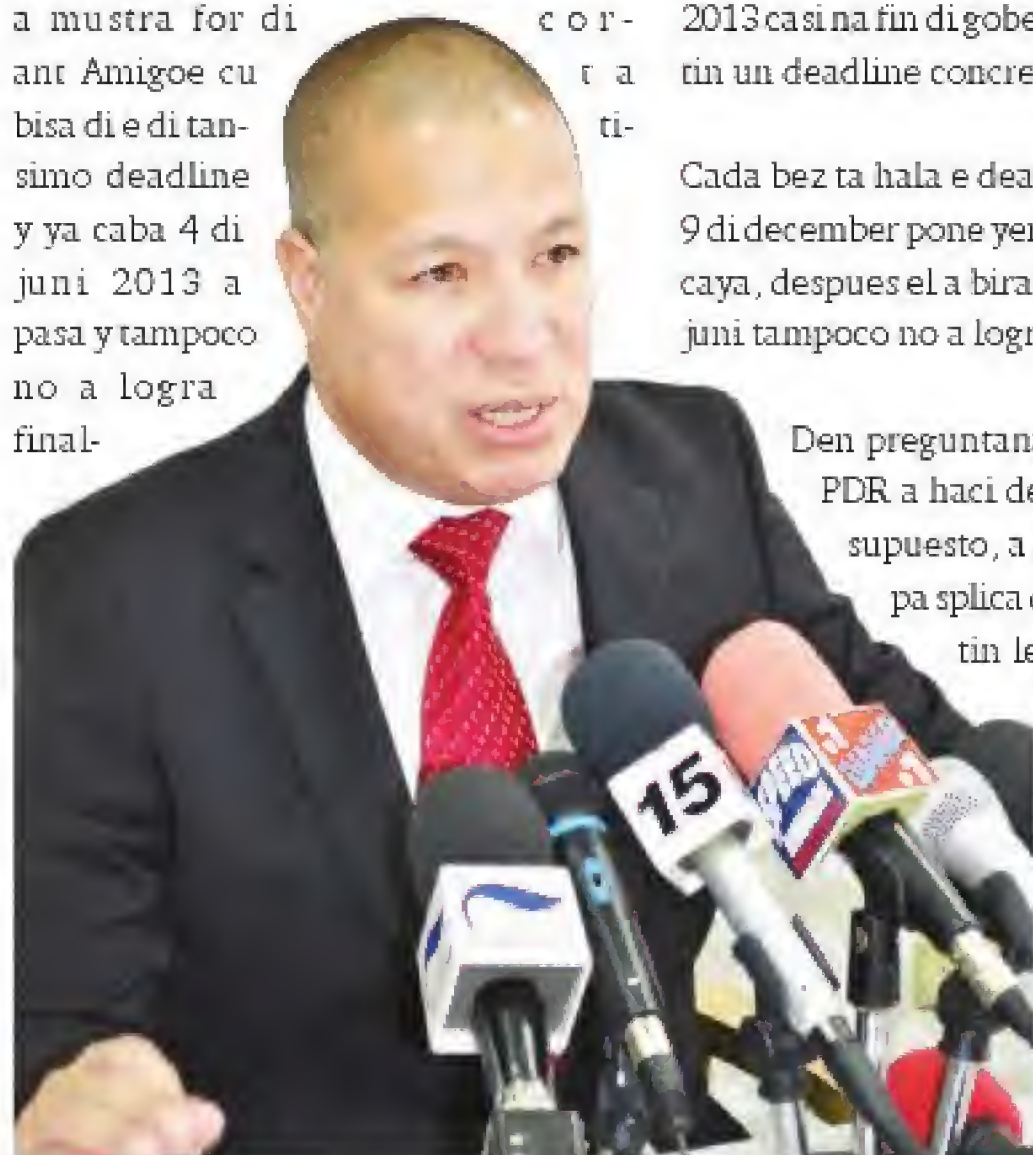 a mustra for di
ant Amigoe cu
bisa di e di tan-
simo deadline
y ya caba 4 di
juni 2013 a
pasa y tampoco
no a logra
final-
cor-
ta
ti-
2013 casi na fin di gobe
tin un deadline concre
Cada bez ta hala e dea
9 di december pone yer
caya, despues el a bira
juni tampoco no a logr
Den preguntan
PDR a haci de
supuesto, a
pa splica
tin le
15